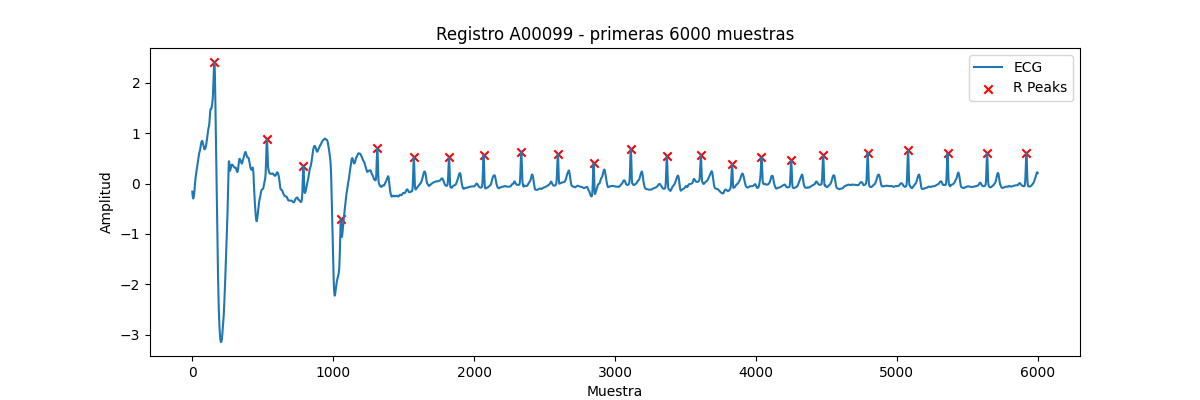 Registro A00099 - primeras 6000 muestras
ECG
R Peaks
2
1
0
−1
−2
−3
Amplitud
0 1000 2000 3000 4000 5000 6000
Muestra